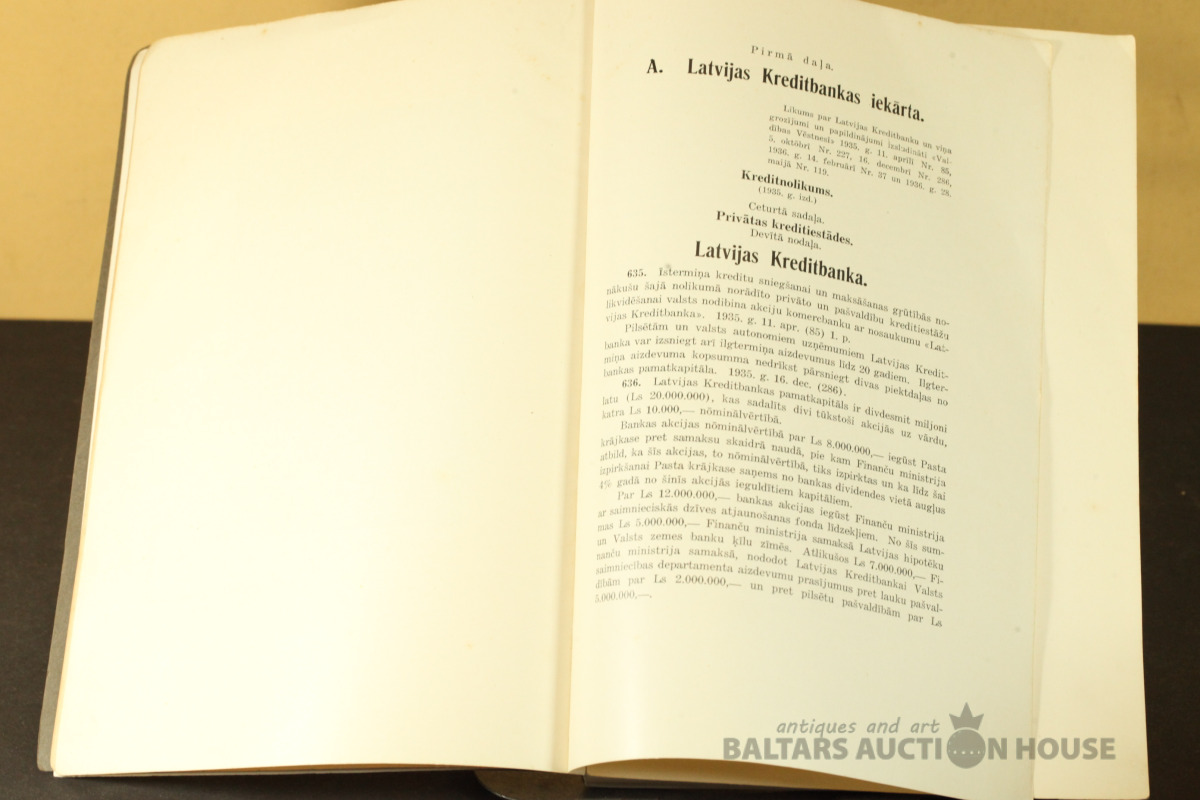 Pirmā daļa.
A. Latvijas Kreditbankas iekārta.
Likums par Latvijas Kreditbanku un viņa
grozījumi un papildinājumi izsludināti «Val-
dības Vēstnesī» 1935. g. 11. aprīlī Nr. 85,
5. oktōbrī Nr. 227, 16. decembrī Nr. 286,
1936. g. 14. februārī Nr. 37 un 1936. g. 28.
maijā Nr. 119.
Kreditnolikums.
(1935. g. izd.)
Ceturtā sadaļa.
Privātas kreditiestādes.
Devītā nodaļa.
Latvijas Kreditbanka.
635. Īstermiņa kredītu sniegšanai un maksāšanas grūtībās no-
nākušu šajā nolikumā norādīto privāto un pašvaldību kreditiestāžu
likvidēšanai valsts nodibina akciju komercbanku ar nosaukumu «Lat-
vijas Kreditbanka». 1935. g. 11. apr. (85) 1. p.
Pilsētām un valsts autonomiem uzņēmumiem Latvijas Kredit-
banka var izsniegt arī ilgtermiņa aizdevumus līdz 20 gadiem. Ilgter-
miņa aizdevuma kopsumma nedrīkst pārsniegt divas piektdaļas no
bankas pamatkapitāla. 1935. g. 16. dec. (286).
636. Latvijas Kreditbankas pamatkapitāls ir divdesmit miljoni
latu (Ls 20.000.000), kas sadalīts divi tūkstoši akcijās uz vārdu,
katra Ls 10.000,— nōminālvērtībā.
Bankas akcijas nōminālvērtībā par Ls 8.000.000,— iegūst Pasta
krājkase pret samaksu skaidrā naudā, pie kam Finanču ministrija
atbild, ka šīs akcijas, to nōminālvērtībā, tiks izpirktas un ka līdz šai
izpirkšanai Pasta krājkase saņems no bankas dividendes vietā augļus
4% gadā no šinīs akcijās ieguldītiem kapitāliem.
Par Ls 12.000.000,— bankas akcijas iegūst Finanču ministrija
ar saimnieciskās dzīves atjaunošanas fonda līdzekļiem. No šīs sum-
mas Ls 5.000.000,— Finanču ministrija samaksā Latvijas hipotēku
un Valsts zemes banku ķīlu zīmēs. Atlikušos Ls 7.000.000,— Fi-
nanču ministrija samaksā, nododot Latvijas Kreditbankai Valsts
saimniecības departamenta aizdevumu prasījumus pret lauku pašval-
dībām par Ls 2.000.000,— un pret pilsētu pašvaldībām par Ls
5.000.000,—.
antiques and art
BALTARS AUCTION HOUSE